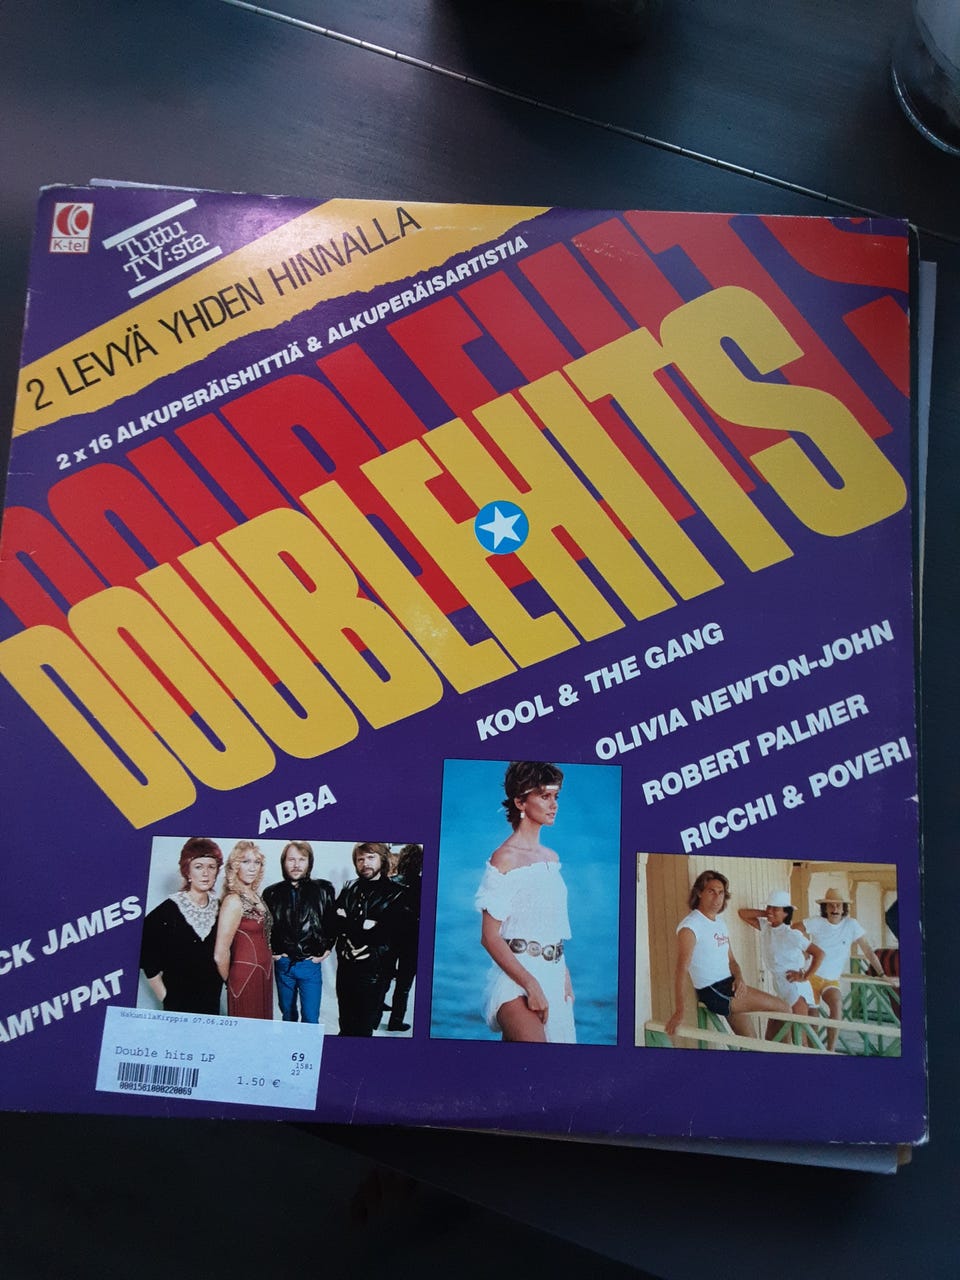 K-tel
Tuttu
TV:sta
2 LEVYÄ YHDEN HINNALLA
2 x 16 ALKUPERÄISHITTIÄ & ALKUPERÄISARTISTIA
DOUBLEHITS
DOUBLEHITS
KOOL & THE GANG
OLIVIA NEWTON-JOHN
ROBERT PALMER
RICCHI & POVERI
ABBA
CK JAMES
AM'N'PAT
HakunilaKirppis 07.06.2017
Double hits LP
69
1581
22
1.50 €
0001581000220069